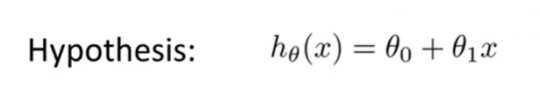 Hypothesis: hθ(x) = θ0 + θ1x